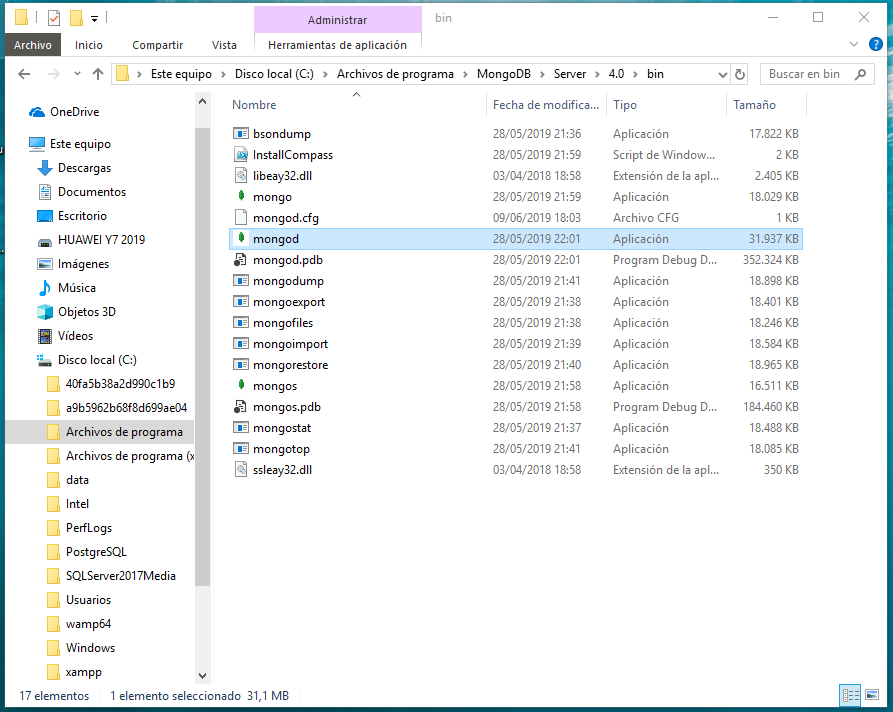 Administrar
bin
Archivo
Inicio
Compartir
Vista
Herramientas de aplicación
Este equipo > Disco local (C:) > Archivos de programa > MongoDB > Server > 4.0 > bin
Buscar en bin
OneDrive
Este equipo
Descargas
Documentos
Escritorio
HUAWEI Y7 2019
Imágenes
Música
Objetos 3D
Vídeos
Disco local (C:)
40fa5b38a2d990c1b9
a9b5962b68f8d699ae04
Archivos de programa
Archivos de programa (x
data
Intel
PerfLogs
PostgreSQL
SQLServer2017Media
Usuarios
wamp64
Windows
xampp
Nombre Fecha de modifica... Tipo Tamaño
bsondump 28/05/2019 21:36 Aplicación 17.822 KB
InstallCompass 28/05/2019 21:59 Script de Window... 2 KB
libeay32.dll 03/04/2018 18:58 Extensión de la apl... 2.405 KB
mongo 28/05/2019 21:59 Aplicación 18.029 KB
mongod.cfg 09/06/2019 18:03 Archivo CFG 1 KB
mongod 28/05/2019 22:01 Aplicación 31.937 KB
mongod.pdb 28/05/2019 22:01 Program Debug D... 352.324 KB
mongodump 28/05/2019 21:41 Aplicación 18.898 KB
mongoexport 28/05/2019 21:38 Aplicación 18.401 KB
mongofiles 28/05/2019 21:38 Aplicación 18.246 KB
mongoimport 28/05/2019 21:39 Aplicación 18.584 KB
mongorestore 28/05/2019 21:40 Aplicación 18.965 KB
mongos 28/05/2019 21:58 Aplicación 16.511 KB
mongos.pdb 28/05/2019 21:58 Program Debug D... 184.460 KB
mongostat 28/05/2019 21:37 Aplicación 18.488 KB
mongotop 28/05/2019 21:41 Aplicación 18.085 KB
ssleay32.dll 03/04/2018 18:58 Extensión de la apl... 350 KB
17 elementos
1 elemento seleccionado 31,1 MB